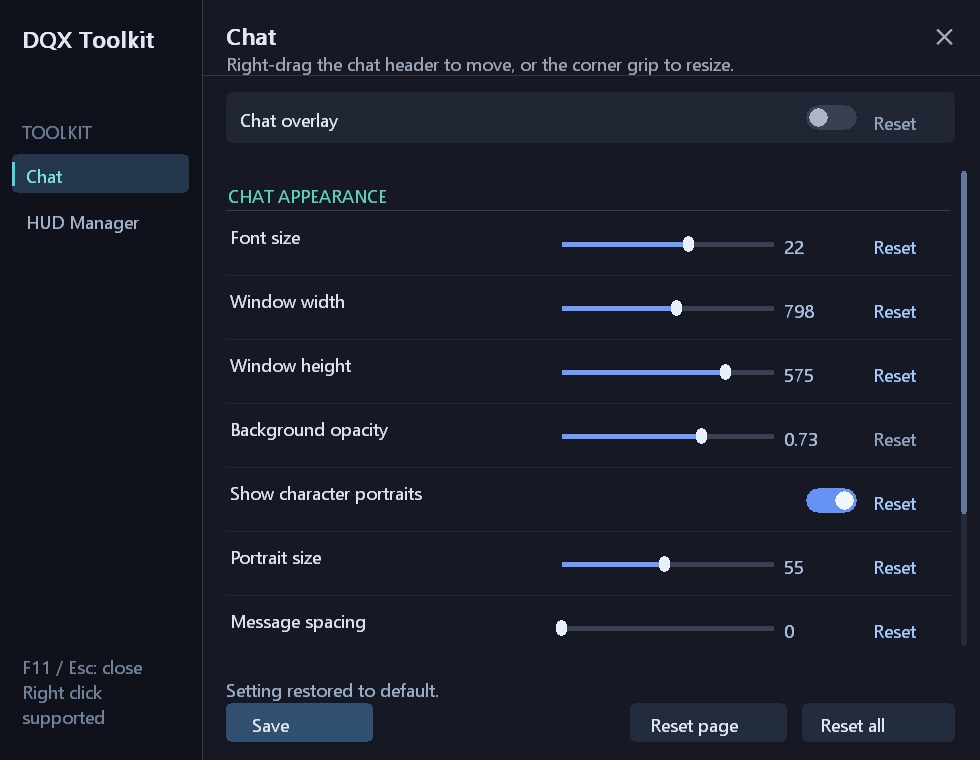 DQX Toolkit
TOOLKIT
Chat
HUD Manager
F11 / Esc: close
Right click
supported
Chat
Right-drag the chat header to move, or the corner grip to resize.
Chat overlay Reset
CHAT APPEARANCE
Font size 22 Reset
Window width 798 Reset
Window height 575 Reset
Background opacity 0.73 Reset
Show character portraits Reset
Portrait size 55 Reset
Message spacing 0 Reset
Setting restored to default.
Save Reset page Reset all